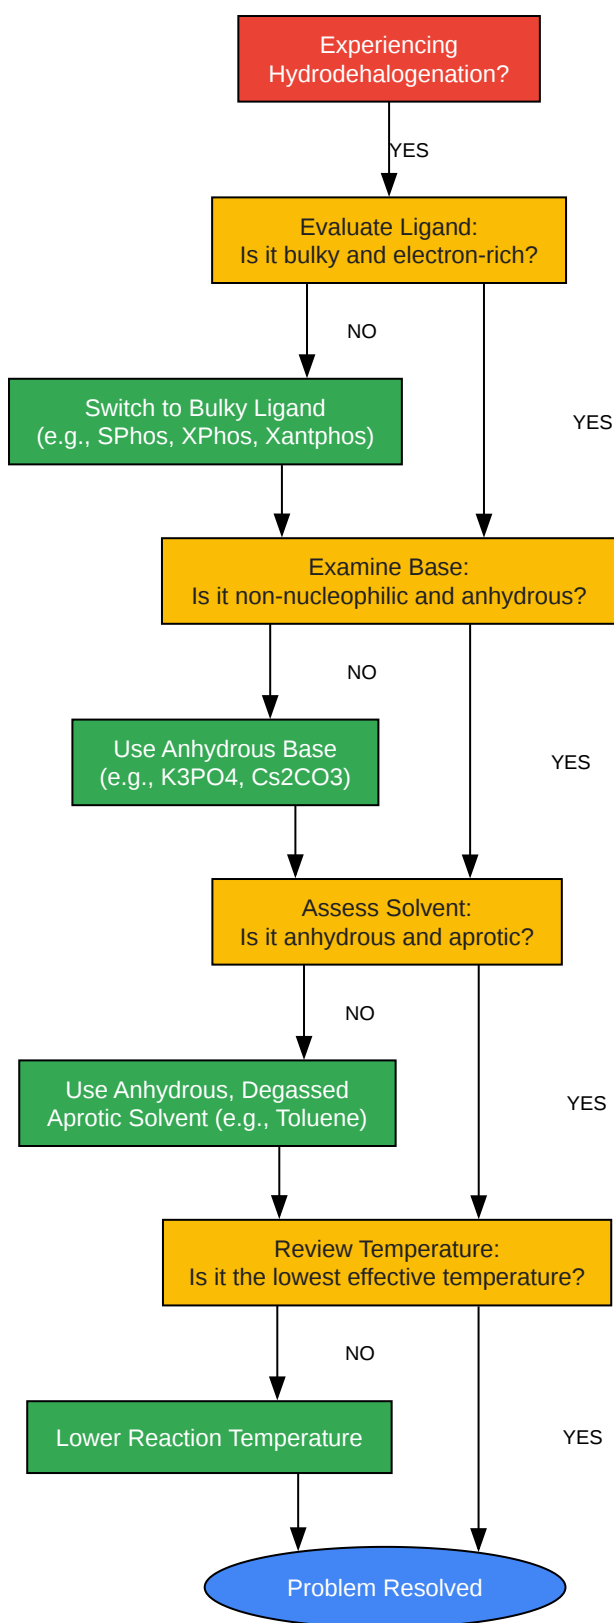 Experiencing
Hydrodehalogenation?
YES
Evaluate Ligand:
Is it bulky and electron-rich?
NO
Switch to Bulky Ligand
(e.g., SPhos, XPhos, Xantphos)
YES
Examine Base:
Is it non-nucleophilic and anhydrous?
NO
Use Anhydrous Base
(e.g., K3PO4, Cs2CO3)
YES
Assess Solvent:
Is it anhydrous and aprotic?
NO
Use Anhydrous, Degassed
Aprotic Solvent (e.g., Toluene)
YES
Review Temperature:
Is it the lowest effective temperature?
NO
Lower Reaction Temperature
YES
Problem Resolved